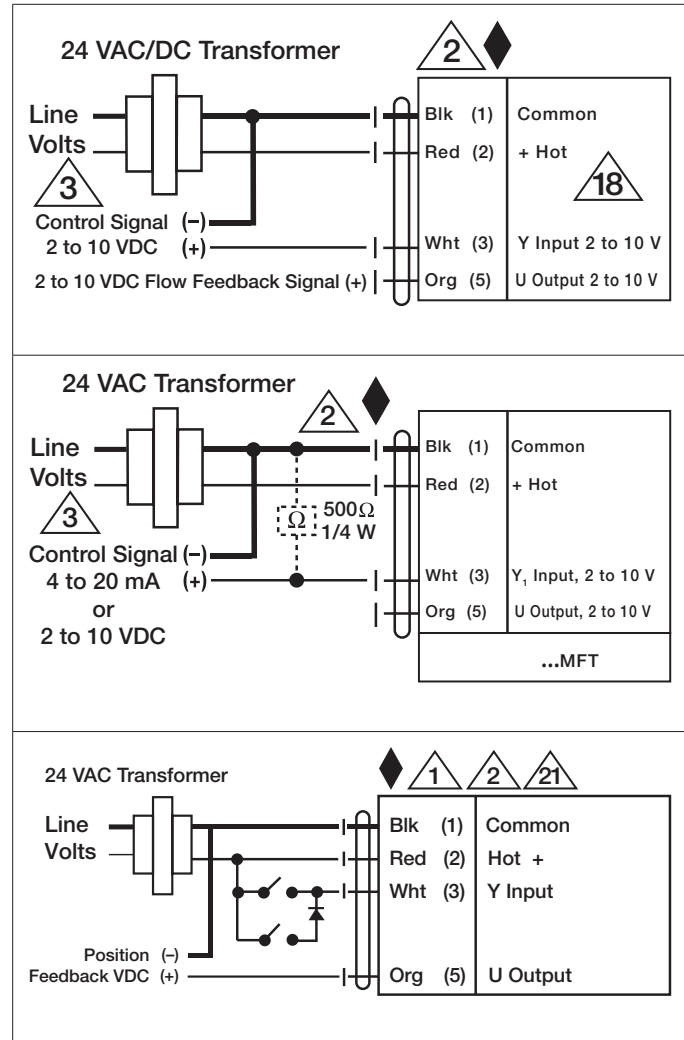 24 VAC/DC Transformer
2
Line
Volts
3
Blk (1) Common
Red (2) + Hot
18
Control Signal (–)
2 to 10 VDC (+)
Wht (3) Y Input 2 to 10 V
2 to 10 VDC Flow Feedback Signal (+)
Org (5) U Output 2 to 10 V
24 VAC Transformer
2
Line
Volts
3
Blk (1) Common
Red (2) + Hot
Ω
500Ω
1/4 W
Control Signal (–)
4 to 20 mA (+)
or
2 to 10 VDC
Wht (3) Y₁ Input, 2 to 10 V
Org (5) U Output, 2 to 10 V
...MFT
24 VAC Transformer
1 2 21
Line
Volts
Blk (1) Common
Red (2) Hot +
Wht (3) Y Input
Position (–)
Feedback VDC (+)
Org (5) U Output